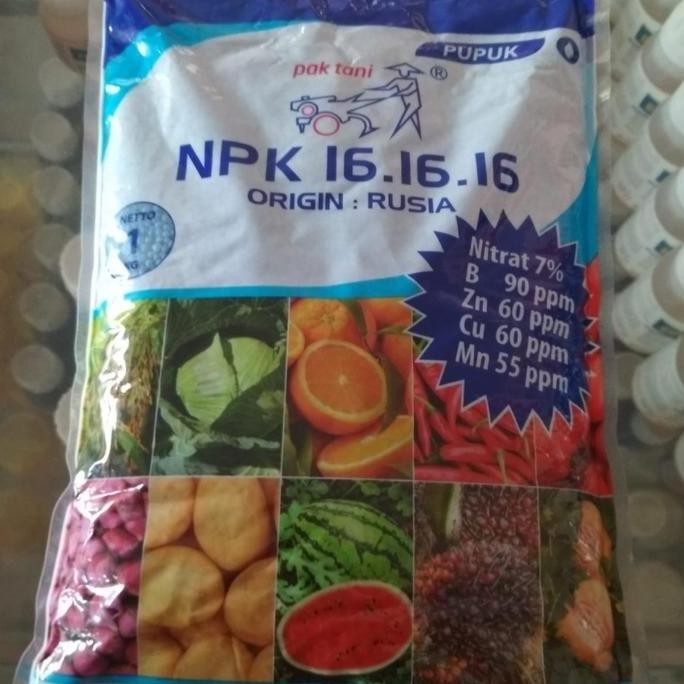 PUPUK
pak tani ®
NPK 16.16.16
ORIGIN : RUSIA
NETTO
1
KG
Nitrat 7%
B 90 ppm
Zn 60 ppm
Cu 60 ppm
Mn 55 ppm